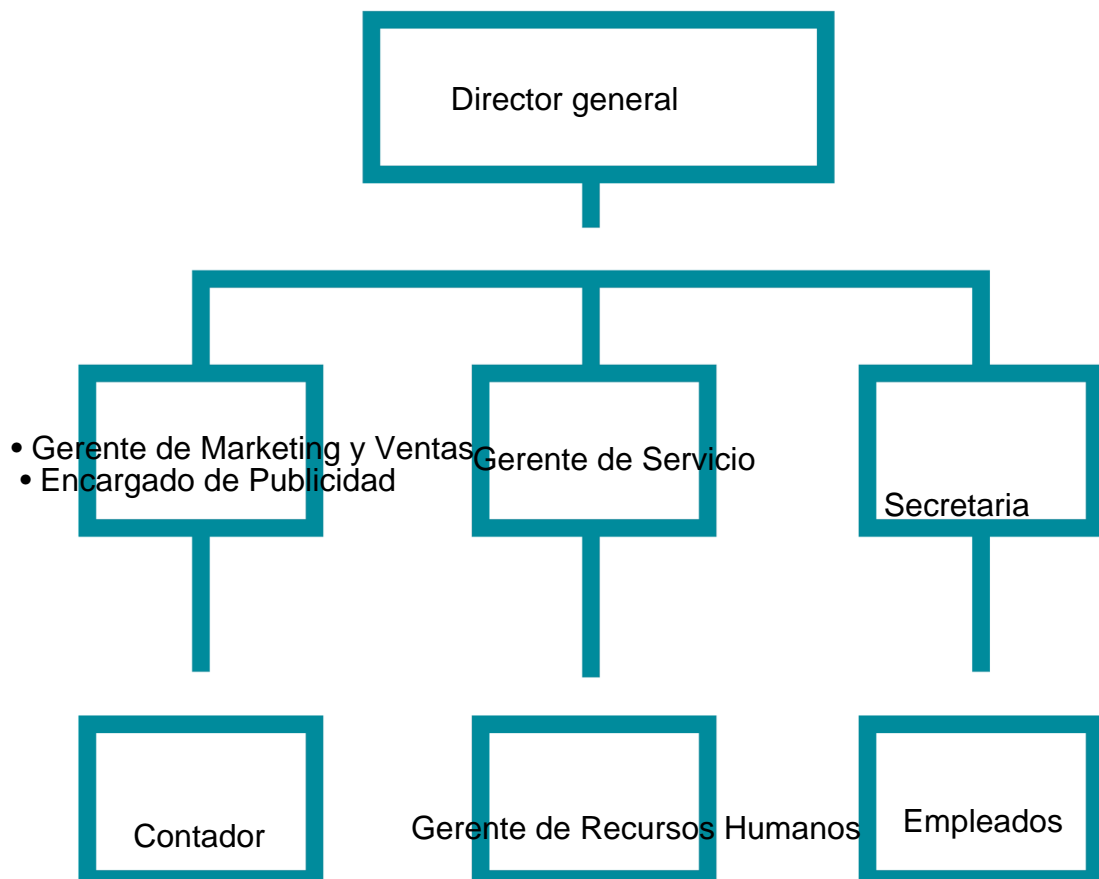 Director general
• Gerente de Marketing y Ventas
• Encargado de Publicidad
Gerente de Servicio
Secretaria
Contador
Gerente de Recursos Humanos
Empleados